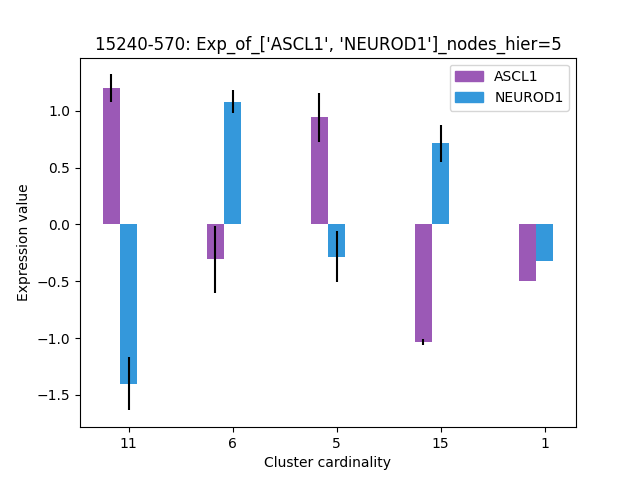 15240-570: Exp_of_['ASCL1', 'NEUROD1']_nodes_hier=5
ASCL1
NEUROD1
1.0
0.5
0.0
−0.5
−1.0
−1.5
Expression value
11 6 5 15 1
Cluster cardinality